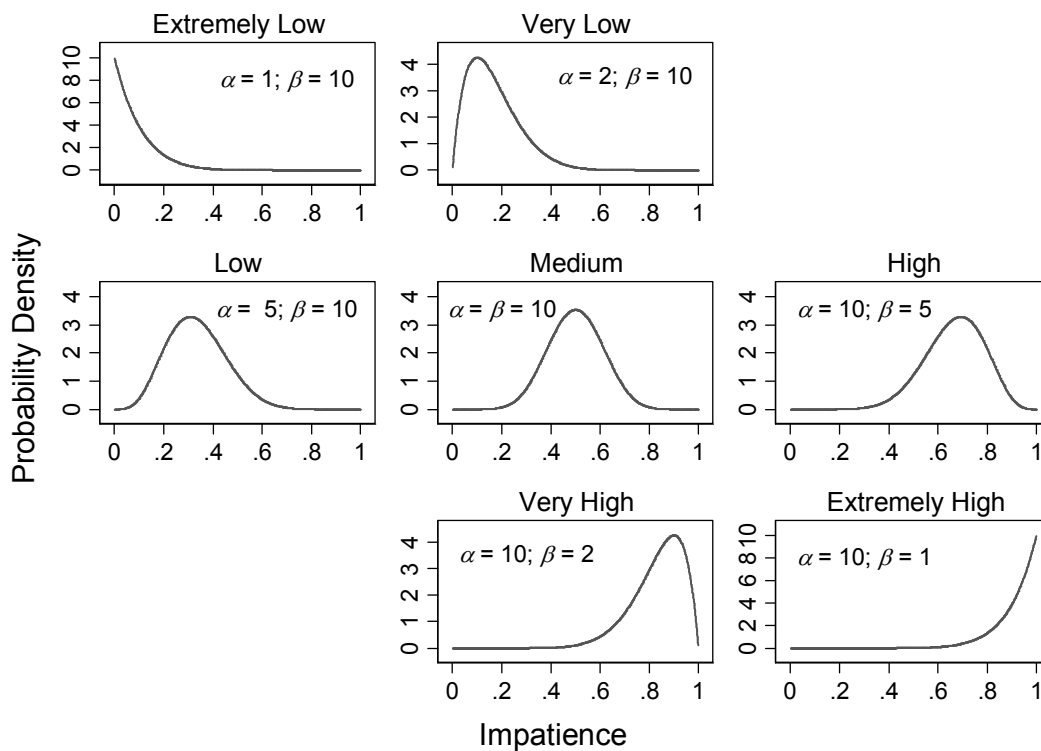 Extremely Low
Very Low
0 2 4 6 8 10
α = 1; β = 10
0 1 2 3 4
α = 2; β = 10
0 .2 .4 .6 .8 1
0 .2 .4 .6 .8 1
Probability Density
Low
Medium
High
0 1 2 3 4
α = 5; β = 10
0 1 2 3 4
α = β = 10
0 1 2 3 4
α = 10; β = 5
0 .2 .4 .6 .8 1
0 .2 .4 .6 .8 1
0 .2 .4 .6 .8 1
Very High
Extremely High
0 1 2 3 4
α = 10; β = 2
0 2 4 6 8 10
α = 10; β = 1
0 .2 .4 .6 .8 1
0 .2 .4 .6 .8 1
Impatience